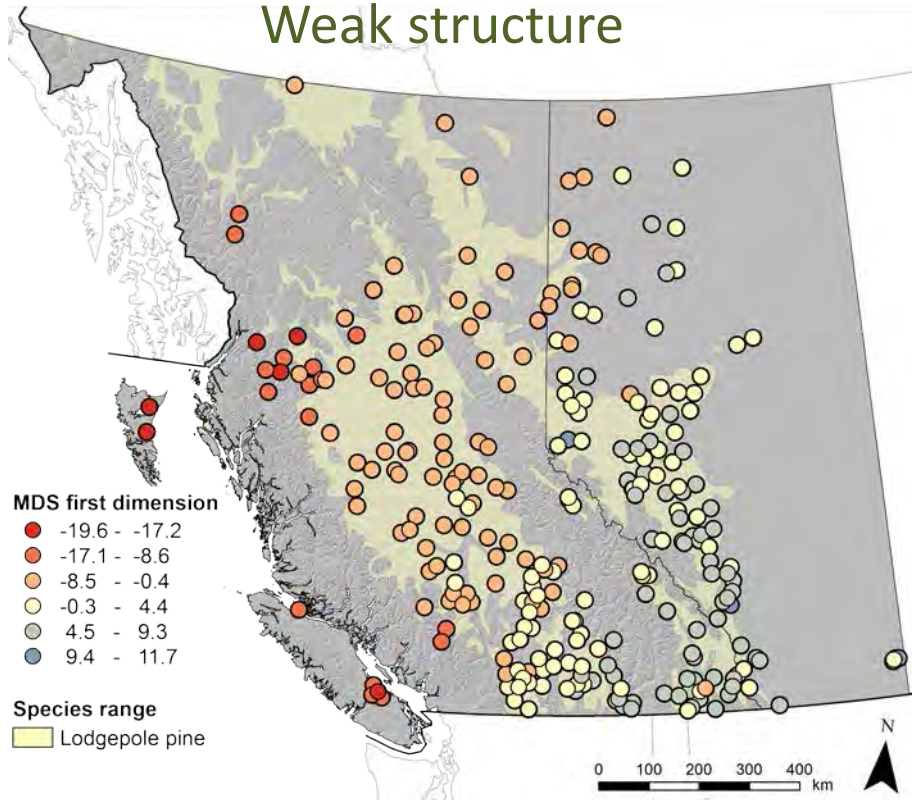 Weak structure
MDS first dimension
-19.6 - -17.2
-17.1 - -8.6
-8.5 - -0.4
-0.3 - 4.4
4.5 - 9.3
9.4 - 11.7
Species range
Lodgepole pine
N
0 100 200 300 400
km